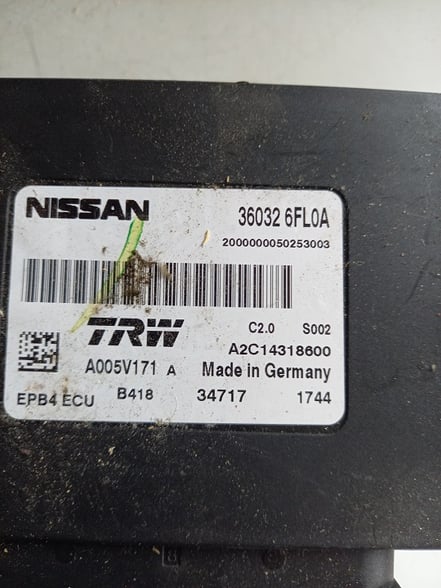 NISSAN 36032 6FL0A
2000000050253003
TRW C2.0 S002
A2C14318600
A005V171 A Made in Germany
EPB4 ECU B418 34717 1744